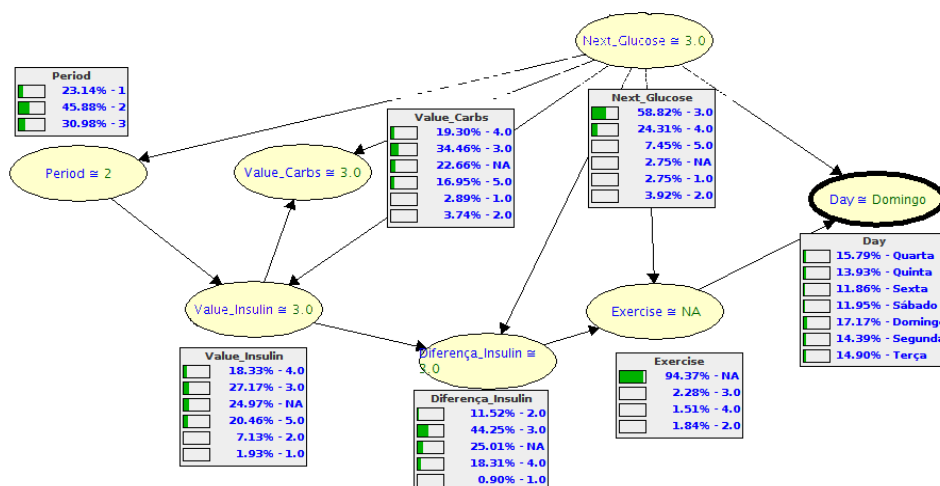 Next_Glucose ≅ 3.0
Period
23.14% - 1
45.88% - 2
30.98% - 3
Next_Glucose
58.82% - 3.0
24.31% - 4.0
7.45% - 5.0
2.75% - NA
2.75% - 1.0
3.92% - 2.0
Value_Carbs
19.30% - 4.0
34.46% - 3.0
22.66% - NA
16.95% - 5.0
2.89% - 1.0
3.74% - 2.0
Period ≅ 2
Value_Carbs ≅ 3.0
Day ≅ Domingo
Day
15.79% - Quarta
13.93% - Quinta
11.86% - Sexta
11.95% - Sábado
17.17% - Domingo
14.39% - Segunda
14.90% - Terça
Value_Insulin ≅ 3.0
Exercise ≅ NA
Diferença_Insulin ≅
3.0
Value_Insulin
18.33% - 4.0
27.17% - 3.0
24.97% - NA
20.46% - 5.0
7.13% - 2.0
1.93% - 1.0
Exercise
94.37% - NA
2.28% - 3.0
1.51% - 4.0
1.84% - 2.0
Diferença_Insulin
11.52% - 2.0
44.25% - 3.0
25.01% - NA
18.31% - 4.0
0.90% - 1.0